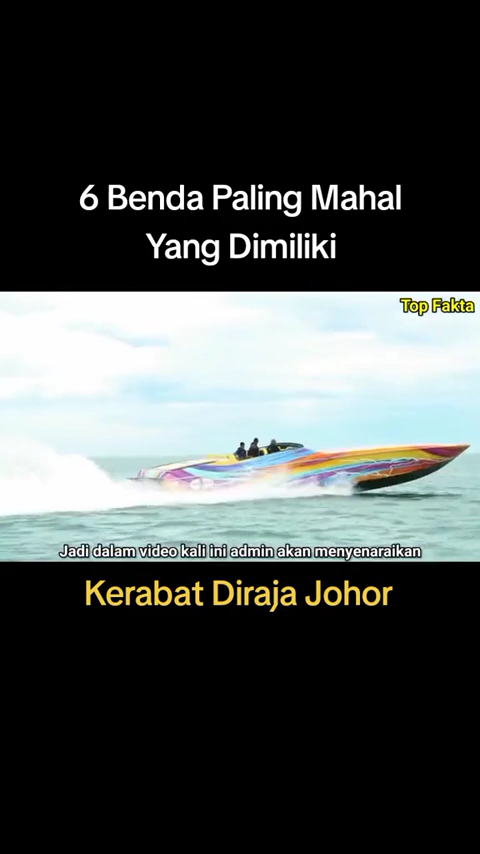 6 Benda Paling Mahal
Yang Dimiliki
Top Fakta
Jadi dalam video kali ini admin akan menyenaraikan
Kerabat Diraja Johor